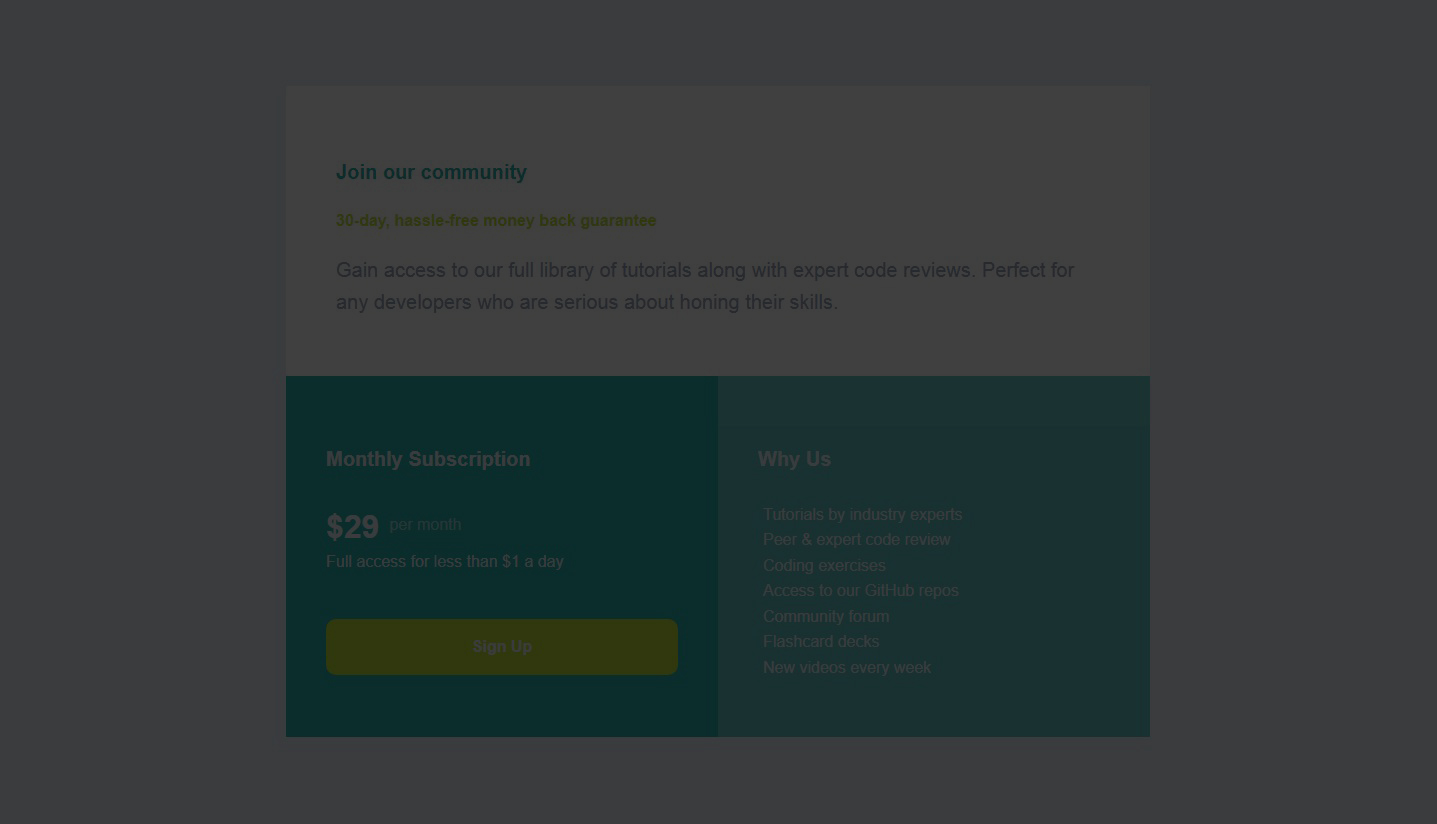 Join our community
30-day, hassle-free money back guarantee
Gain access to our full library of tutorials along with expert code reviews. Perfect for
any developers who are serious about honing their skills.
Monthly Subscription
$29 per month
Full access for less than $1 a day
Sign Up
Why Us
Tutorials by industry experts
Peer & expert code review
Coding exercises
Access to our GitHub repos
Community forum
Flashcard decks
New videos every week